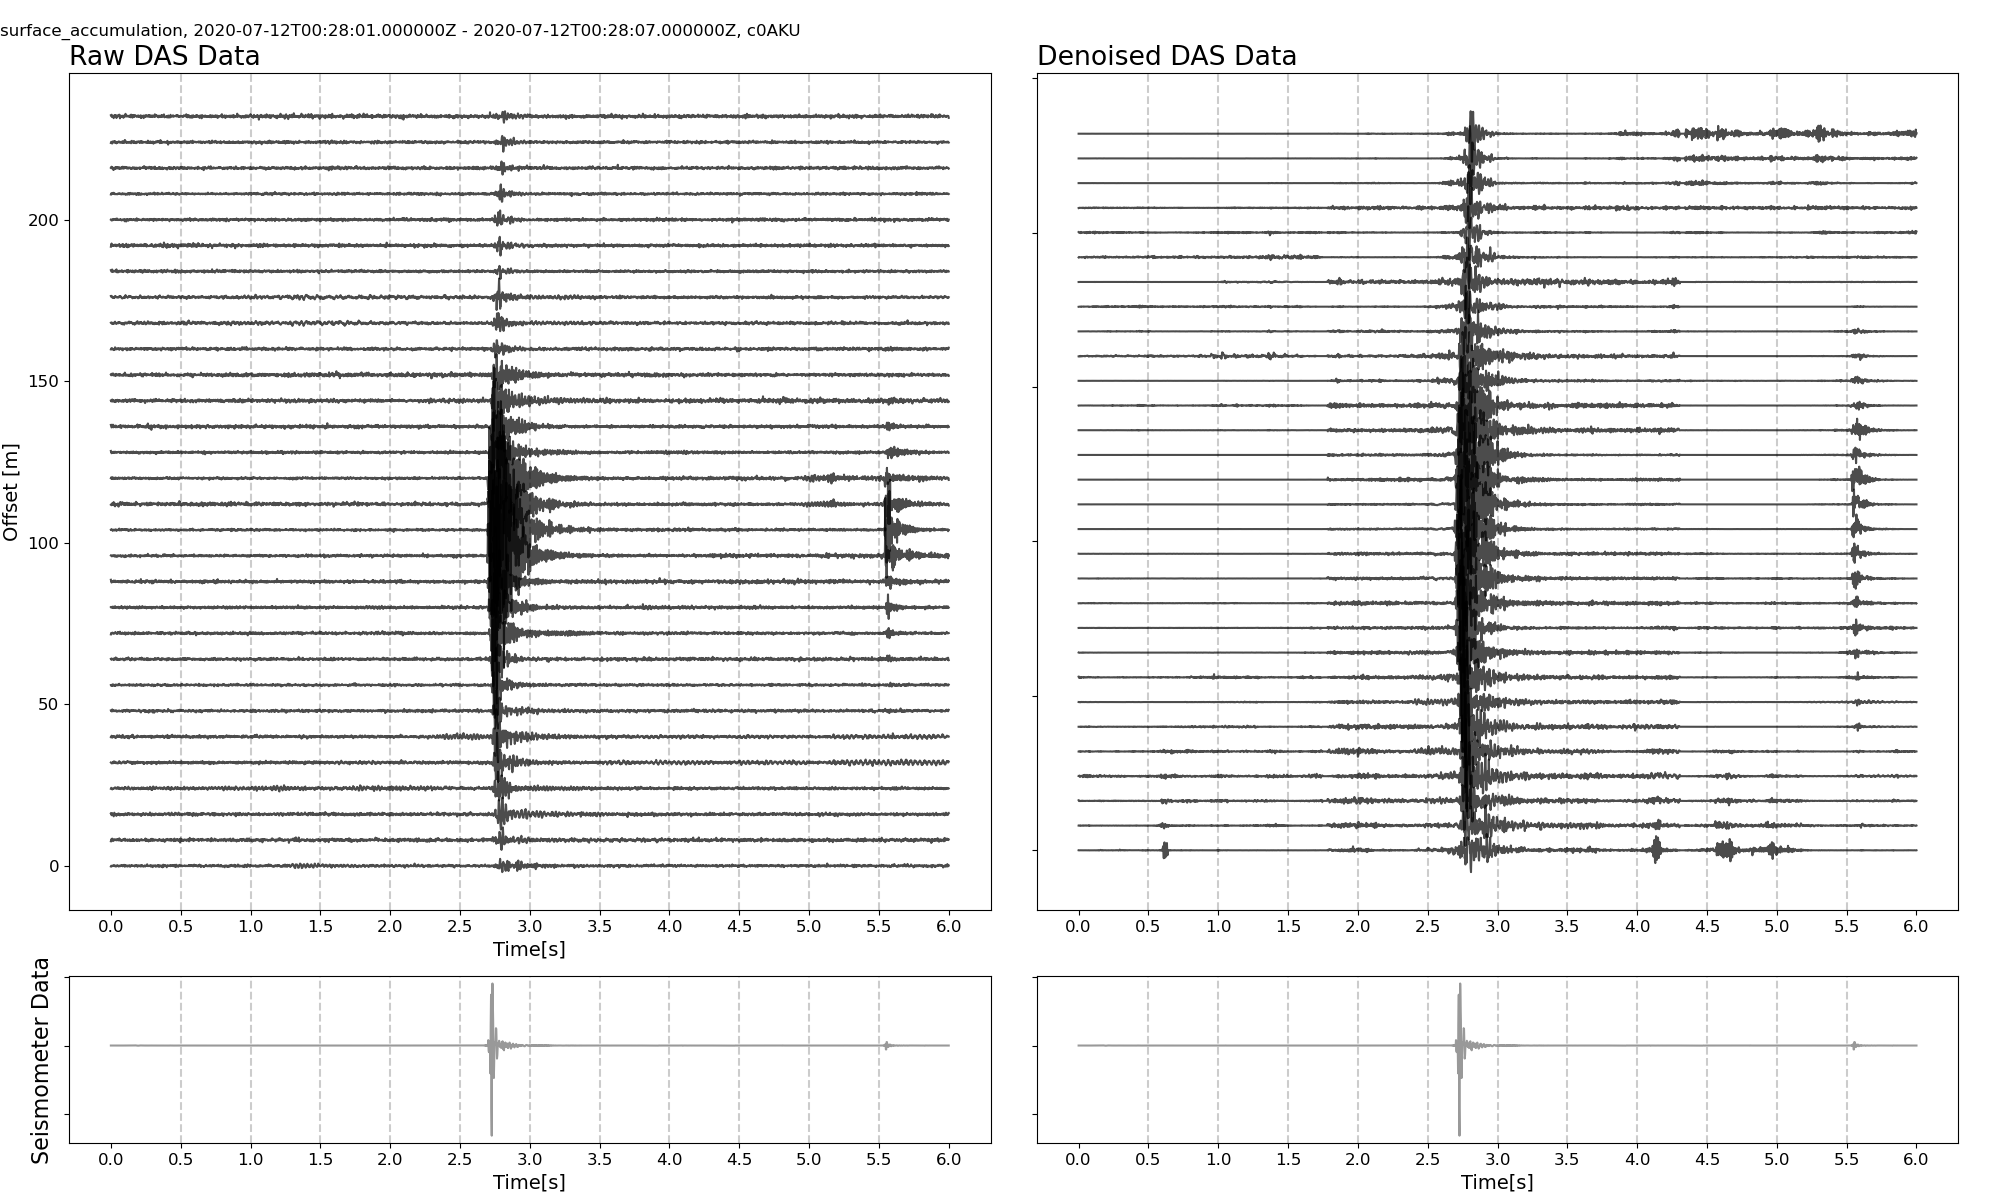 surface_accumulation, 2020-07-12T00:28:01.000000Z - 2020-07-12T00:28:07.000000Z, c0AKU
Raw DAS Data
Denoised DAS Data
Offset [m]
200
150
100
50
0
0.0 0.5 1.0 1.5 2.0 2.5 3.0 3.5 4.0 4.5 5.0 5.5 6.0
Time[s]
0.0 0.5 1.0 1.5 2.0 2.5 3.0 3.5 4.0 4.5 5.0 5.5 6.0
Seismometer Data
0.0 0.5 1.0 1.5 2.0 2.5 3.0 3.5 4.0 4.5 5.0 5.5 6.0
Time[s]
0.0 0.5 1.0 1.5 2.0 2.5 3.0 3.5 4.0 4.5 5.0 5.5 6.0
Time[s]